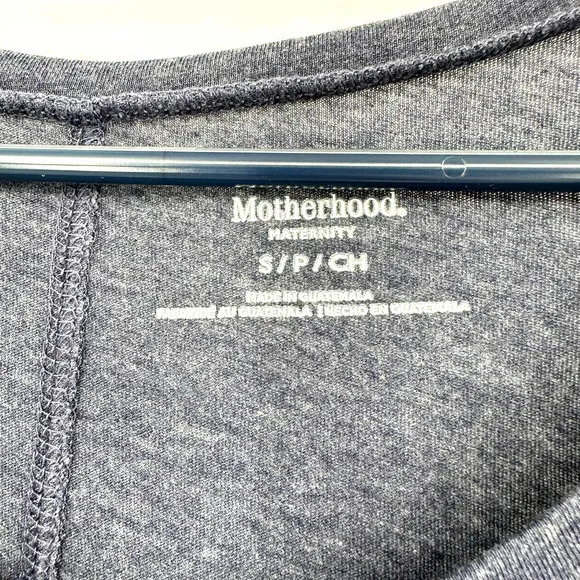 Motherhood.
MATERNITY
S / P / CH
MADE IN GUATEMALA
FABRIQUÉ AU GUATEMALA | HECHO EN GUATEMALA